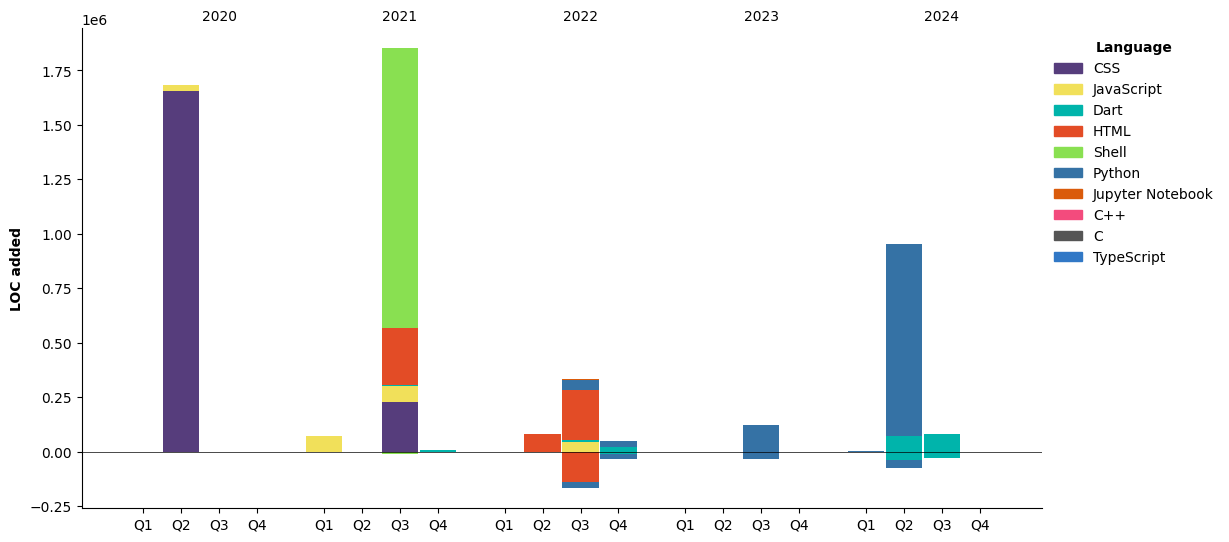 1e6
2020 2021 2022 2023 2024
1.75
1.50
1.25
1.00
0.75
0.50
0.25
0.00
−0.25
LOC added
Q1 Q2 Q3 Q4 Q1 Q2 Q3 Q4 Q1 Q2 Q3 Q4 Q1 Q2 Q3 Q4 Q1 Q2 Q3 Q4
Language
CSS
JavaScript
Dart
HTML
Shell
Python
Jupyter Notebook
C++
C
TypeScript